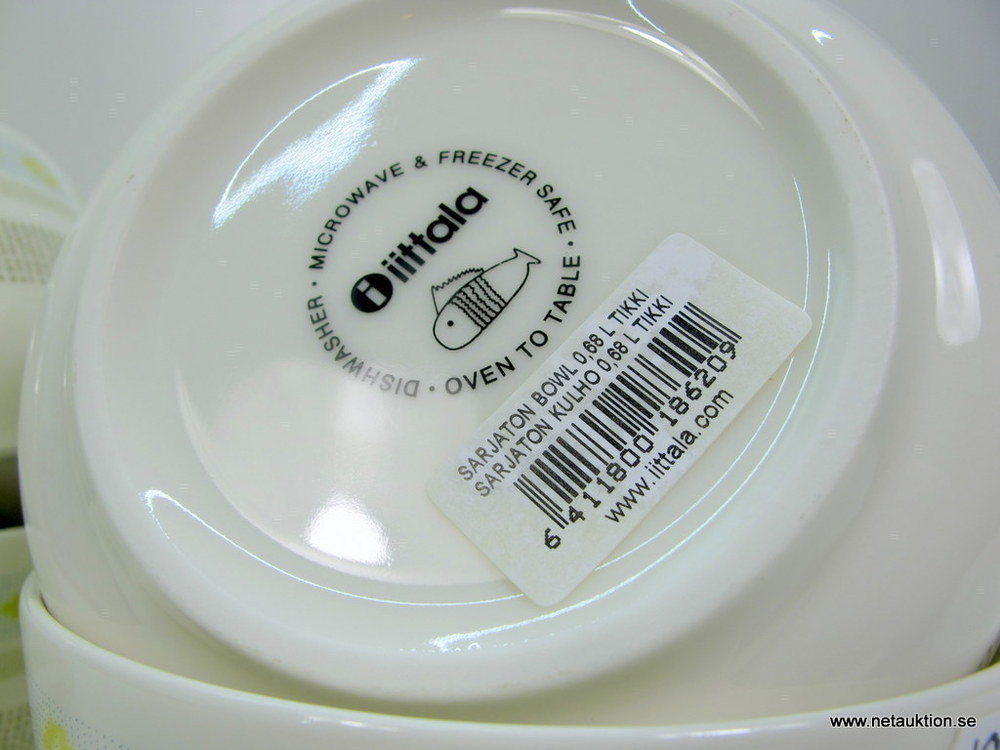 DISHWASHER · MICROWAVE & FREEZER SAFE · OVEN TO TABLE ·
iittala
SARJATON BOWL 0,68 L TIKKI
SARJATON KULHO 0,68 L TIKKI
6 411800 186209
www.iittala.com
www.netauktion.se